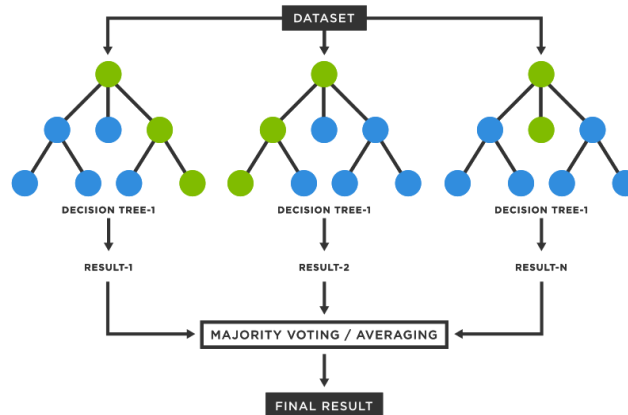 DATASET
DECISION TREE-1
DECISION TREE-1
DECISION TREE-1
RESULT-1
RESULT-2
RESULT-N
MAJORITY VOTING / AVERAGING
FINAL RESULT